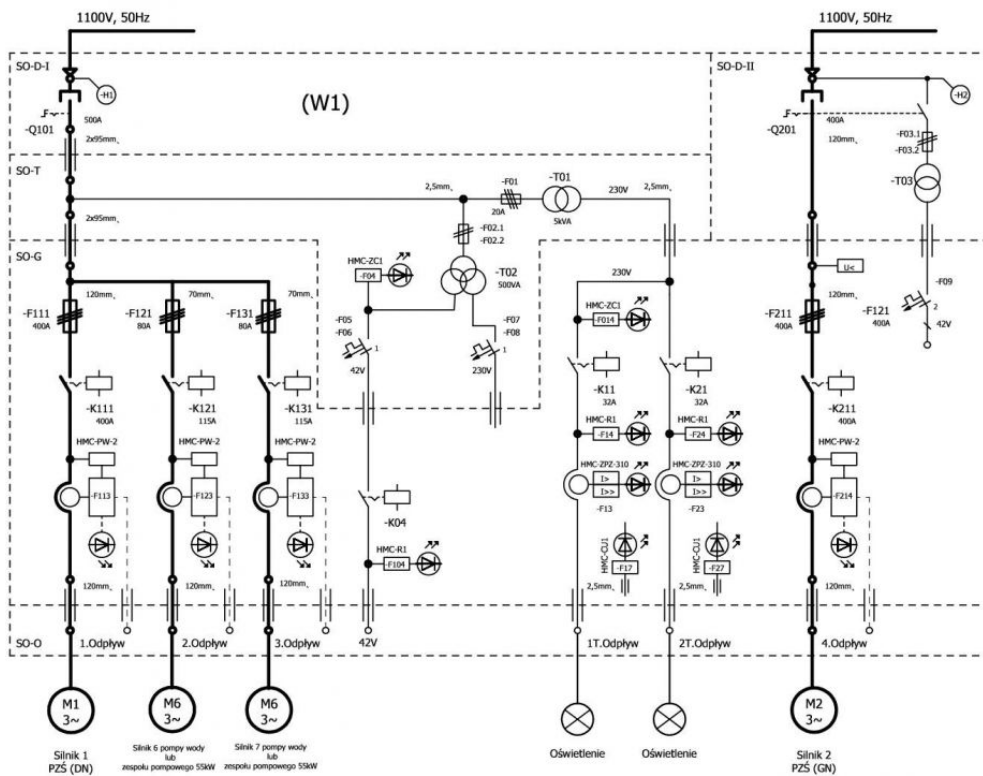 1100V, 50Hz
1100V, 50Hz
SO-D-I
SO-D-II
-H1
(W1)
-H2
500A
-Q101
400A
-Q201
2x95mm
120mm
-F03.1
-F03.2
-T03
SO-T
2,5mm
-F01
20A
-T01
5kVA
230V
2,5mm
2x95mm
-F02.1
-F02.2
-T02
500VA
SO-G
HMC-ZC1
-F04
230V
U<
-F09
120mm
-F111
400A
70mm
-F121
80A
70mm
-F131
80A
-F05
-F06
1
42V
-F07
-F08
1
230V
HMC-ZC1
-F014
120mm
-F211
400A
-F121
400A
2
42V
-K111
400A
-K121
115A
-K131
115A
-K11
32A
-K21
32A
-K211
400A
HMC-PW-2
HMC-PW-2
HMC-PW-2
HMC-R1
-F14
HMC-R1
-F24
HMC-PW-2
-F113
-F123
-F133
HMC-ZPZ-310
I>
I>>
-F13
HMC-ZPZ-310
I>
I>>
-F23
-F214
-K04
HMC-R1
-F104
HMC-CU1
-F17
HMC-CU1
-F27
120mm
120mm
120mm
2,5mm
2,5mm
120mm
SO-O
1.Odpływ
2.Odpływ
3.Odpływ
42V
1T.Odpływ
2T.Odpływ
4.Odpływ
M1
3~
M6
3~
M6
3~
M2
3~
Silnik 1
PZŚ (DN)
Silnik 6 pompy wody
lub
zespołu pompowego 55kW
Silnik 7 pompy wody
lub
zespołu pompowego 55kW
Oświetlenie
Oświetlenie
Silnik 2
PZŚ (GN)